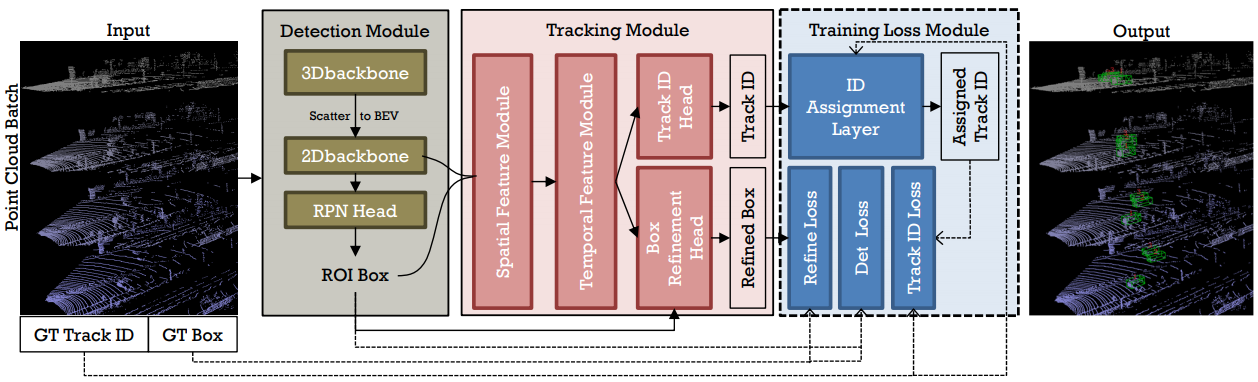 Input
Point Cloud Batch
GT Track ID
GT Box
Detection Module
3Dbackbone
Scatter to BEV
2Dbackbone
RPN Head
ROI Box
Tracking Module
Spatial Feature Module
Temporal Feature Module
Track ID
Head
Track ID
Box
Refinement
Head
Refined Box
Training Loss Module
ID
Assignment
Layer
Assigned
Track ID
Refine Loss
Det Loss
Track ID Loss
Output